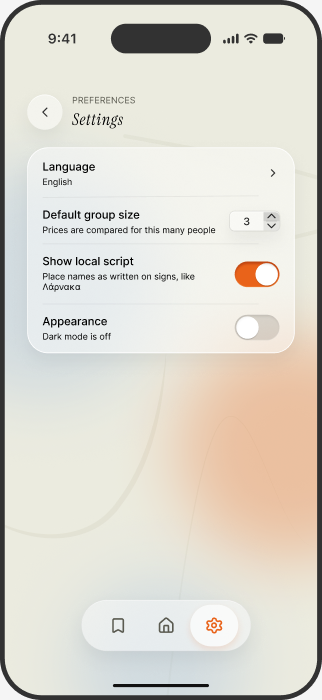 9:41
PREFERENCES
Settings
Language
English
Default group size
Prices are compared for this many people
3
Show local script
Place names as written on signs, like
Λάρνακα
Appearance
Dark mode is off